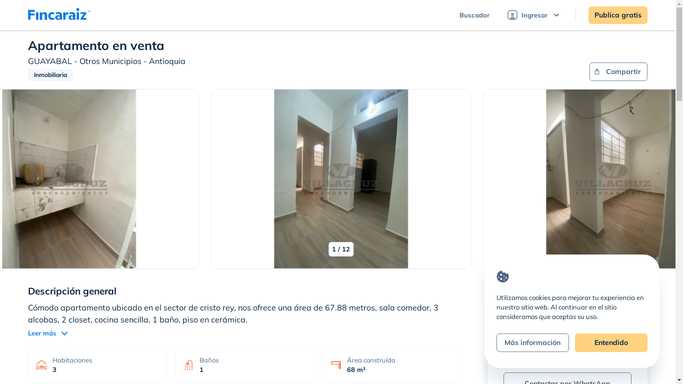 Fincaraiz
Buscador
Ingresar
Publica gratis
Apartamento en venta
GUAYABAL - Otros Municipios - Antioquia
Inmobiliaria
Compartir
VILLACRUZ
1 / 12
Descripción general
Cómodo apartamento ubicado en el sector de cristo rey, nos ofrece una área de 67.88 metros, sala comedor, 3
alcobas, 2 closet, cocina sencilla, 1 baño, piso en cerámica.
Leer más
Habitaciones
3
Baños
1
Área construída
68 m²
Utilizamos cookies para mejorar tu experiencia en
nuestro sitio web. Al continuar en el sitio
consideramos que aceptas su uso.
Más información
Entendido
Contactar por WhatsApp